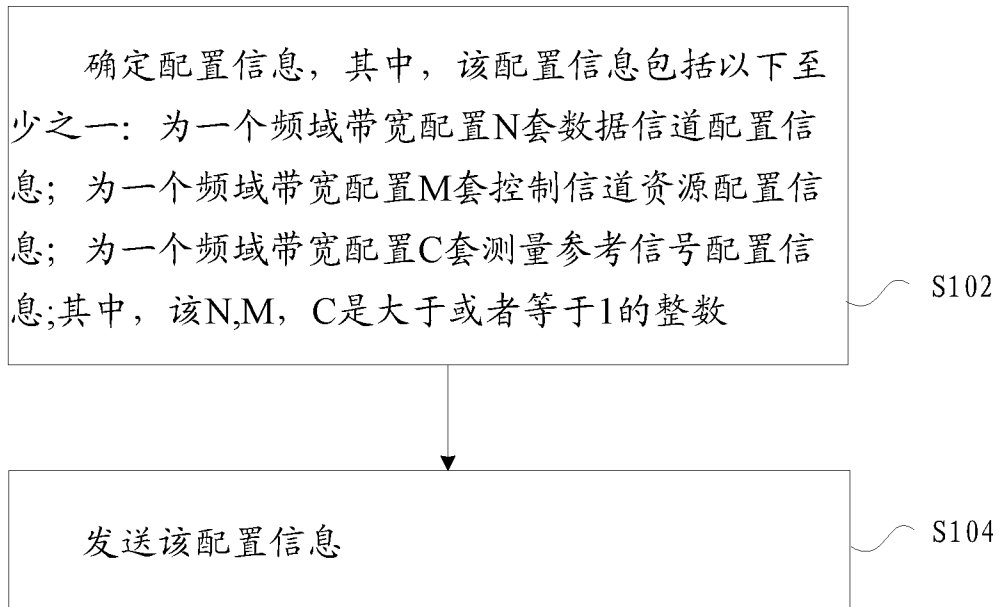 确定配置信息，其中，该配置信息包括以下至
少之一：为一个频域带宽配置N套数据信道配置信
息；为一个频域带宽配置M套控制信道资源配置信
息；为一个频域带宽配置C套测量参考信号配置信
息;其中，该N,M，C是大于或者等于1的整数
S102
发送该配置信息
S104